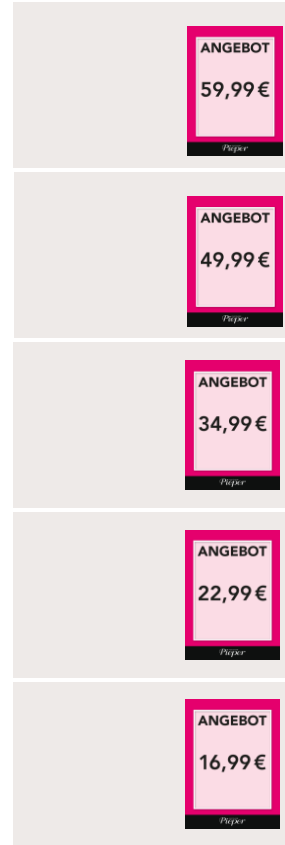 ANGEBOT
59,99 €
Pieper
ANGEBOT
49,99 €
Pieper
ANGEBOT
34,99 €
Pieper
ANGEBOT
22,99 €
Pieper
ANGEBOT
16,99 €
Pieper